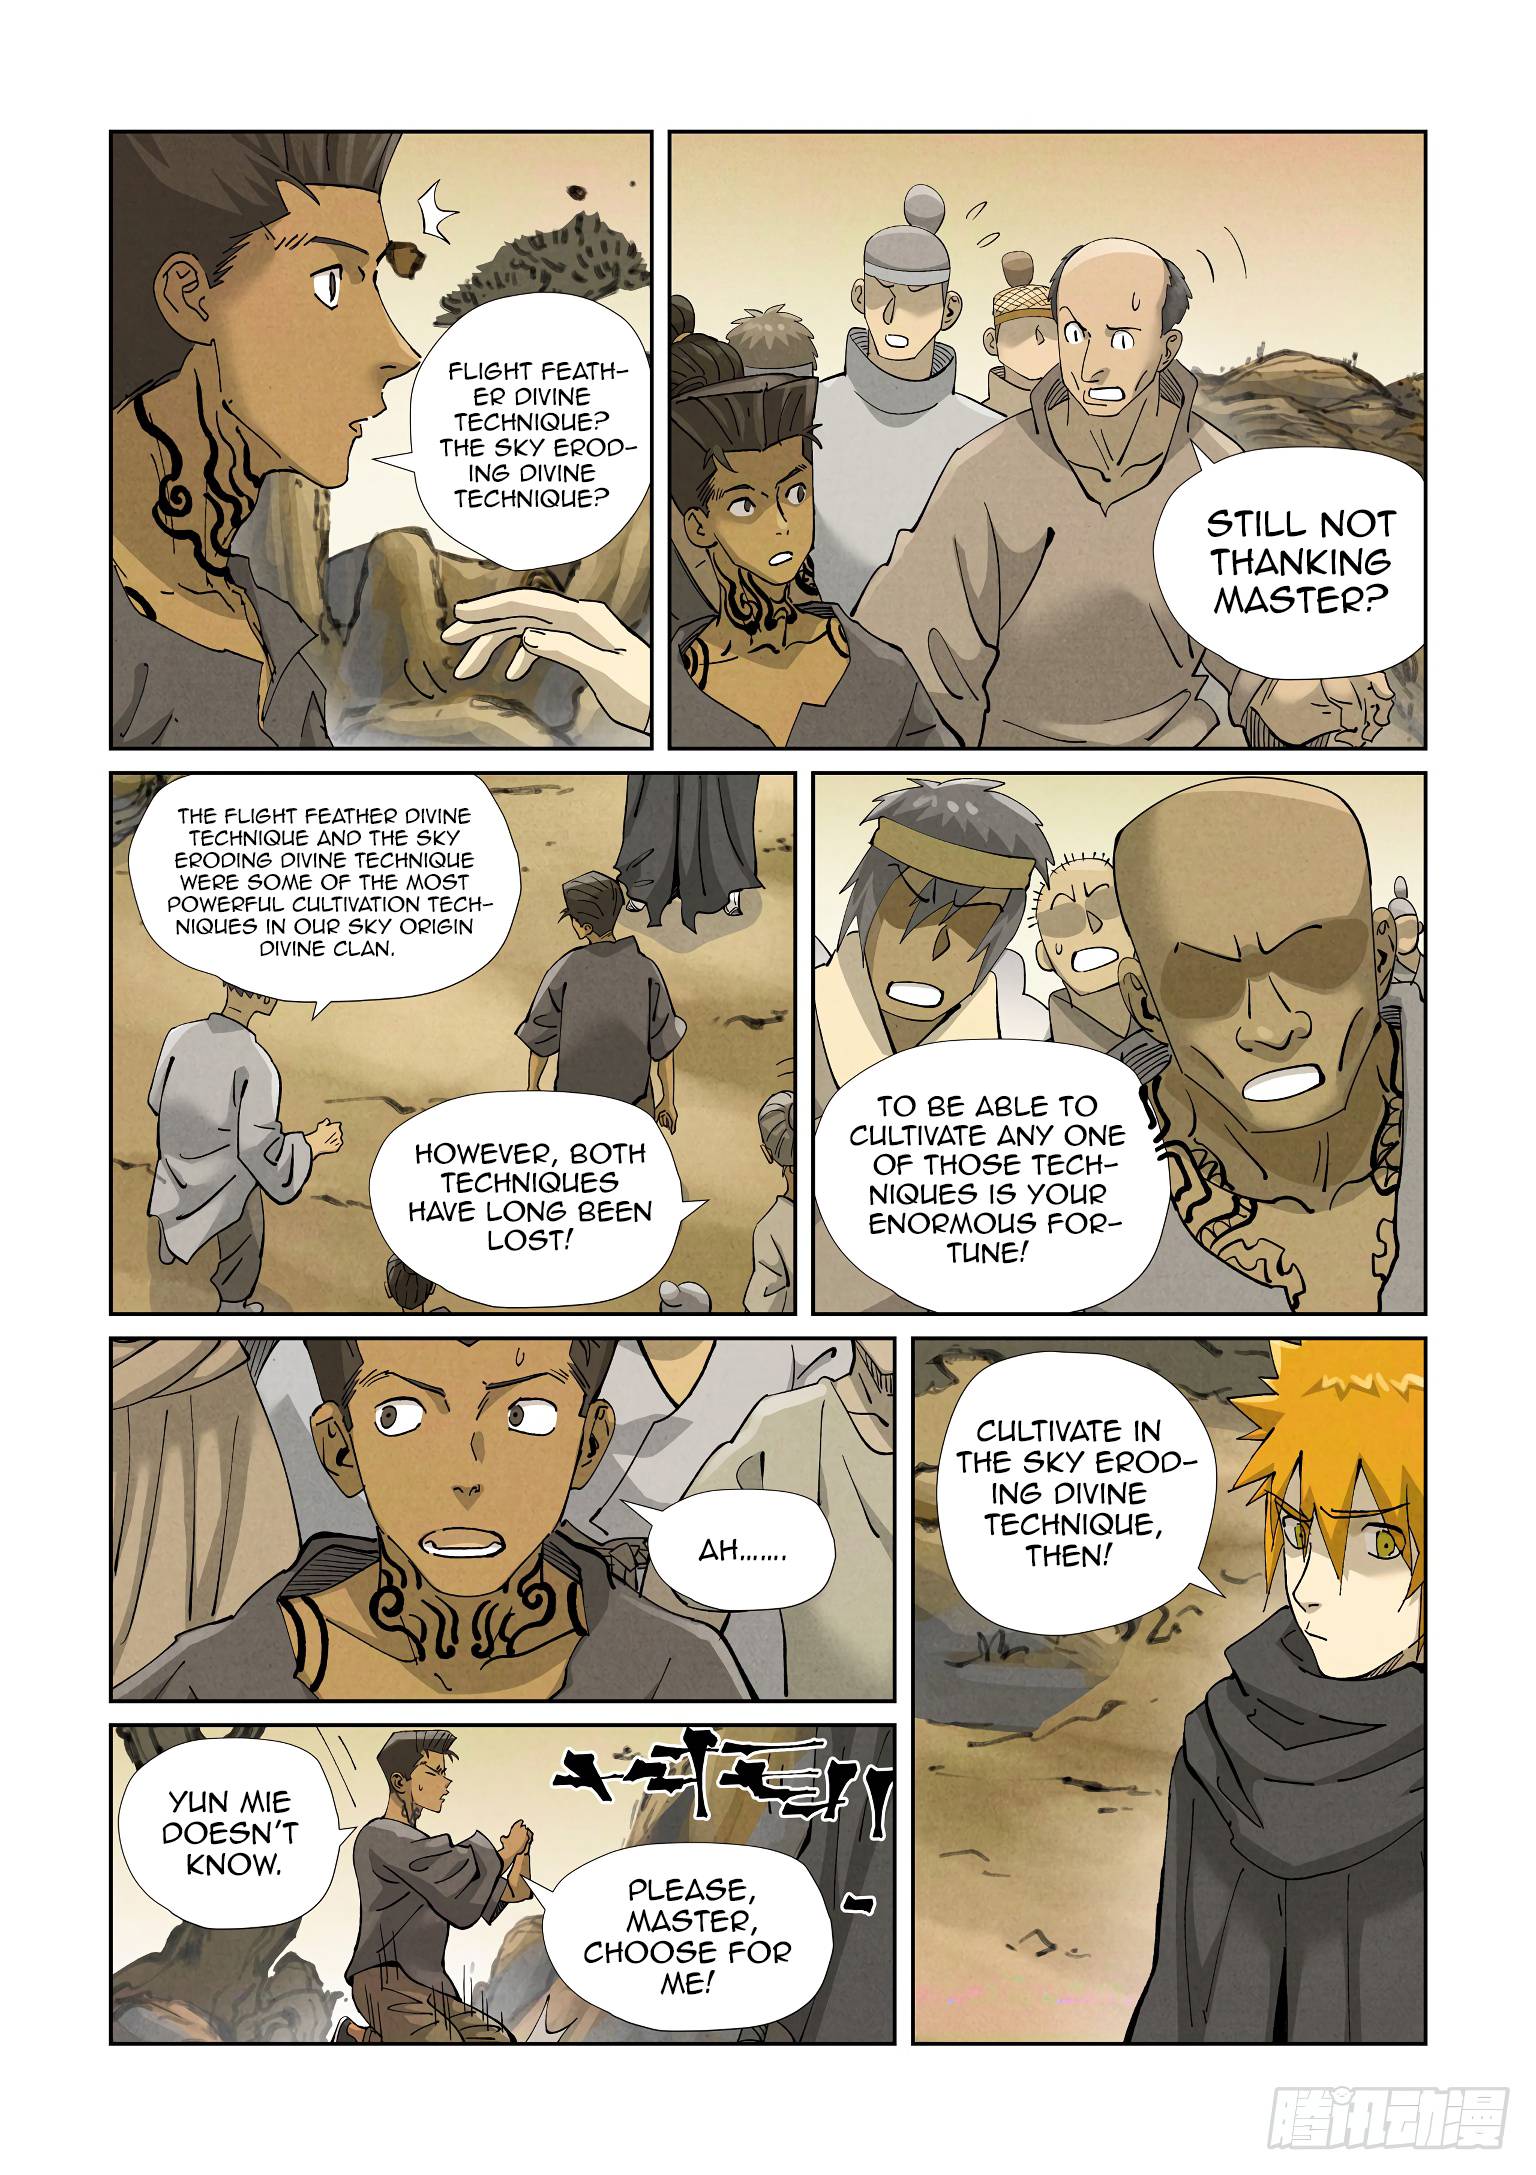 FLIGHT FEATH-
ER DIVINE
TECHNIQUE?
THE SKY EROD-
ING DIVINE
TECHNIQUE?
STILL NOT
THANKING
MASTER?
THE FLIGHT FEATHER DIVINE
TECHNIQUE AND THE SKY
ERODING DIVINE TECHNIQUE
WERE SOME OF THE MOST
POWERFUL CULTIVATION TECH-
NIQUES IN OUR SKY ORIGIN
DIVINE CLAN.
HOWEVER, BOTH
TECHNIQUES
HAVE LONG BEEN
LOST!
TO BE ABLE TO
CULTIVATE ANY ONE
OF THOSE TECH-
NIQUES IS YOUR
ENORMOUS FOR-
TUNE!
AH.......
YUN MIE
DOESN'T
KNOW.
PLEASE,
MASTER,
CHOOSE FOR
ME!
CULTIVATE IN
THE SKY EROD-
ING DIVINE
TECHNIQUE,
THEN!
腾讯动漫